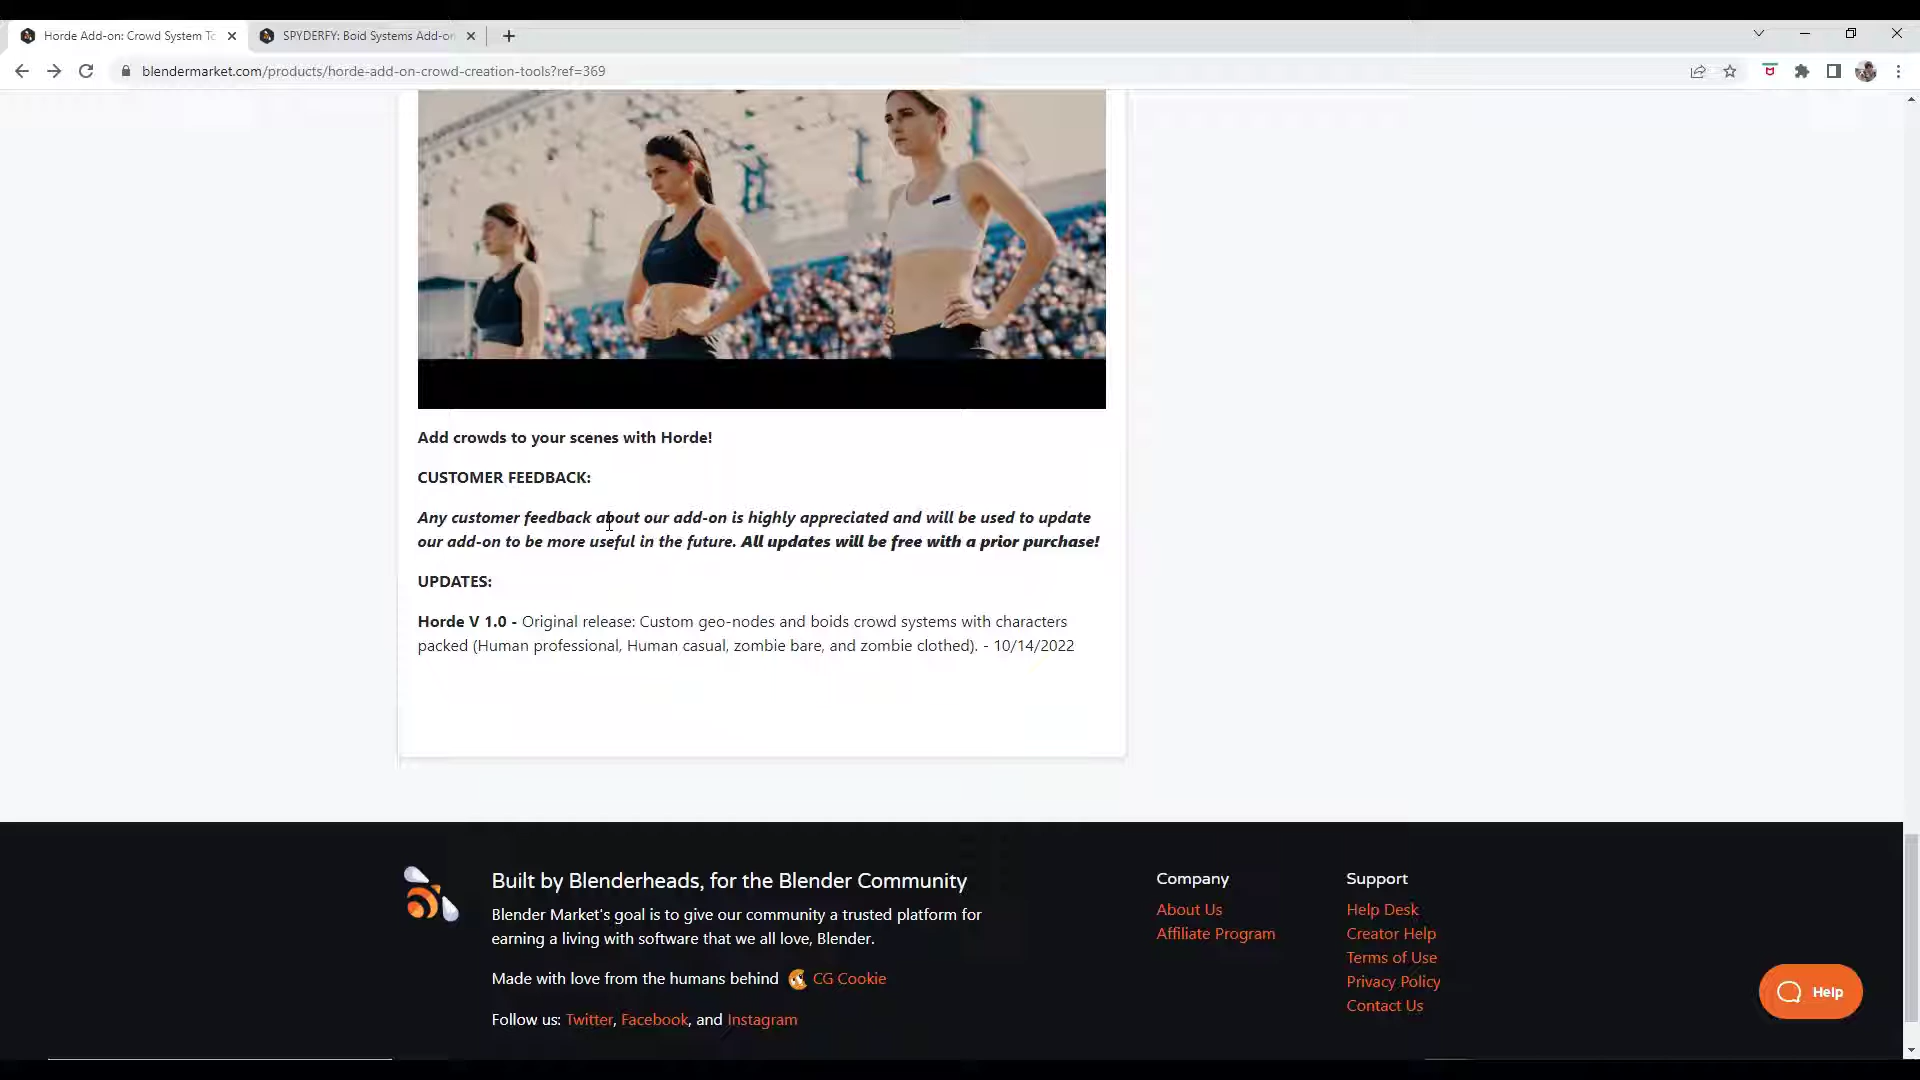 Horde Add-on: Crowd System To
SPYDERFY: Boid Systems Add-on
blendermarket.com/products/horde-add-on-crowd-creation-tools?ref=369
Add crowds to your scenes with Horde!
CUSTOMER FEEDBACK:
Any customer feedback about our add-on is highly appreciated and will be used to update
our add-on to be more useful in the future. All updates will be free with a prior purchase!
UPDATES:
Horde V 1.0 - Original release: Custom geo-nodes and boids crowd systems with characters
packed (Human professional, Human casual, zombie bare, and zombie clothed). - 10/14/2022
Built by Blenderheads, for the Blender Community
Blender Market's goal is to give our community a trusted platform for
earning a living with software that we all love, Blender.
Made with love from the humans behind CG Cookie
Follow us: Twitter, Facebook, and Instagram
Company
About Us
Affiliate Program
Support
Help Desk
Creator Help
Terms of Use
Privacy Policy
Contact Us
Help